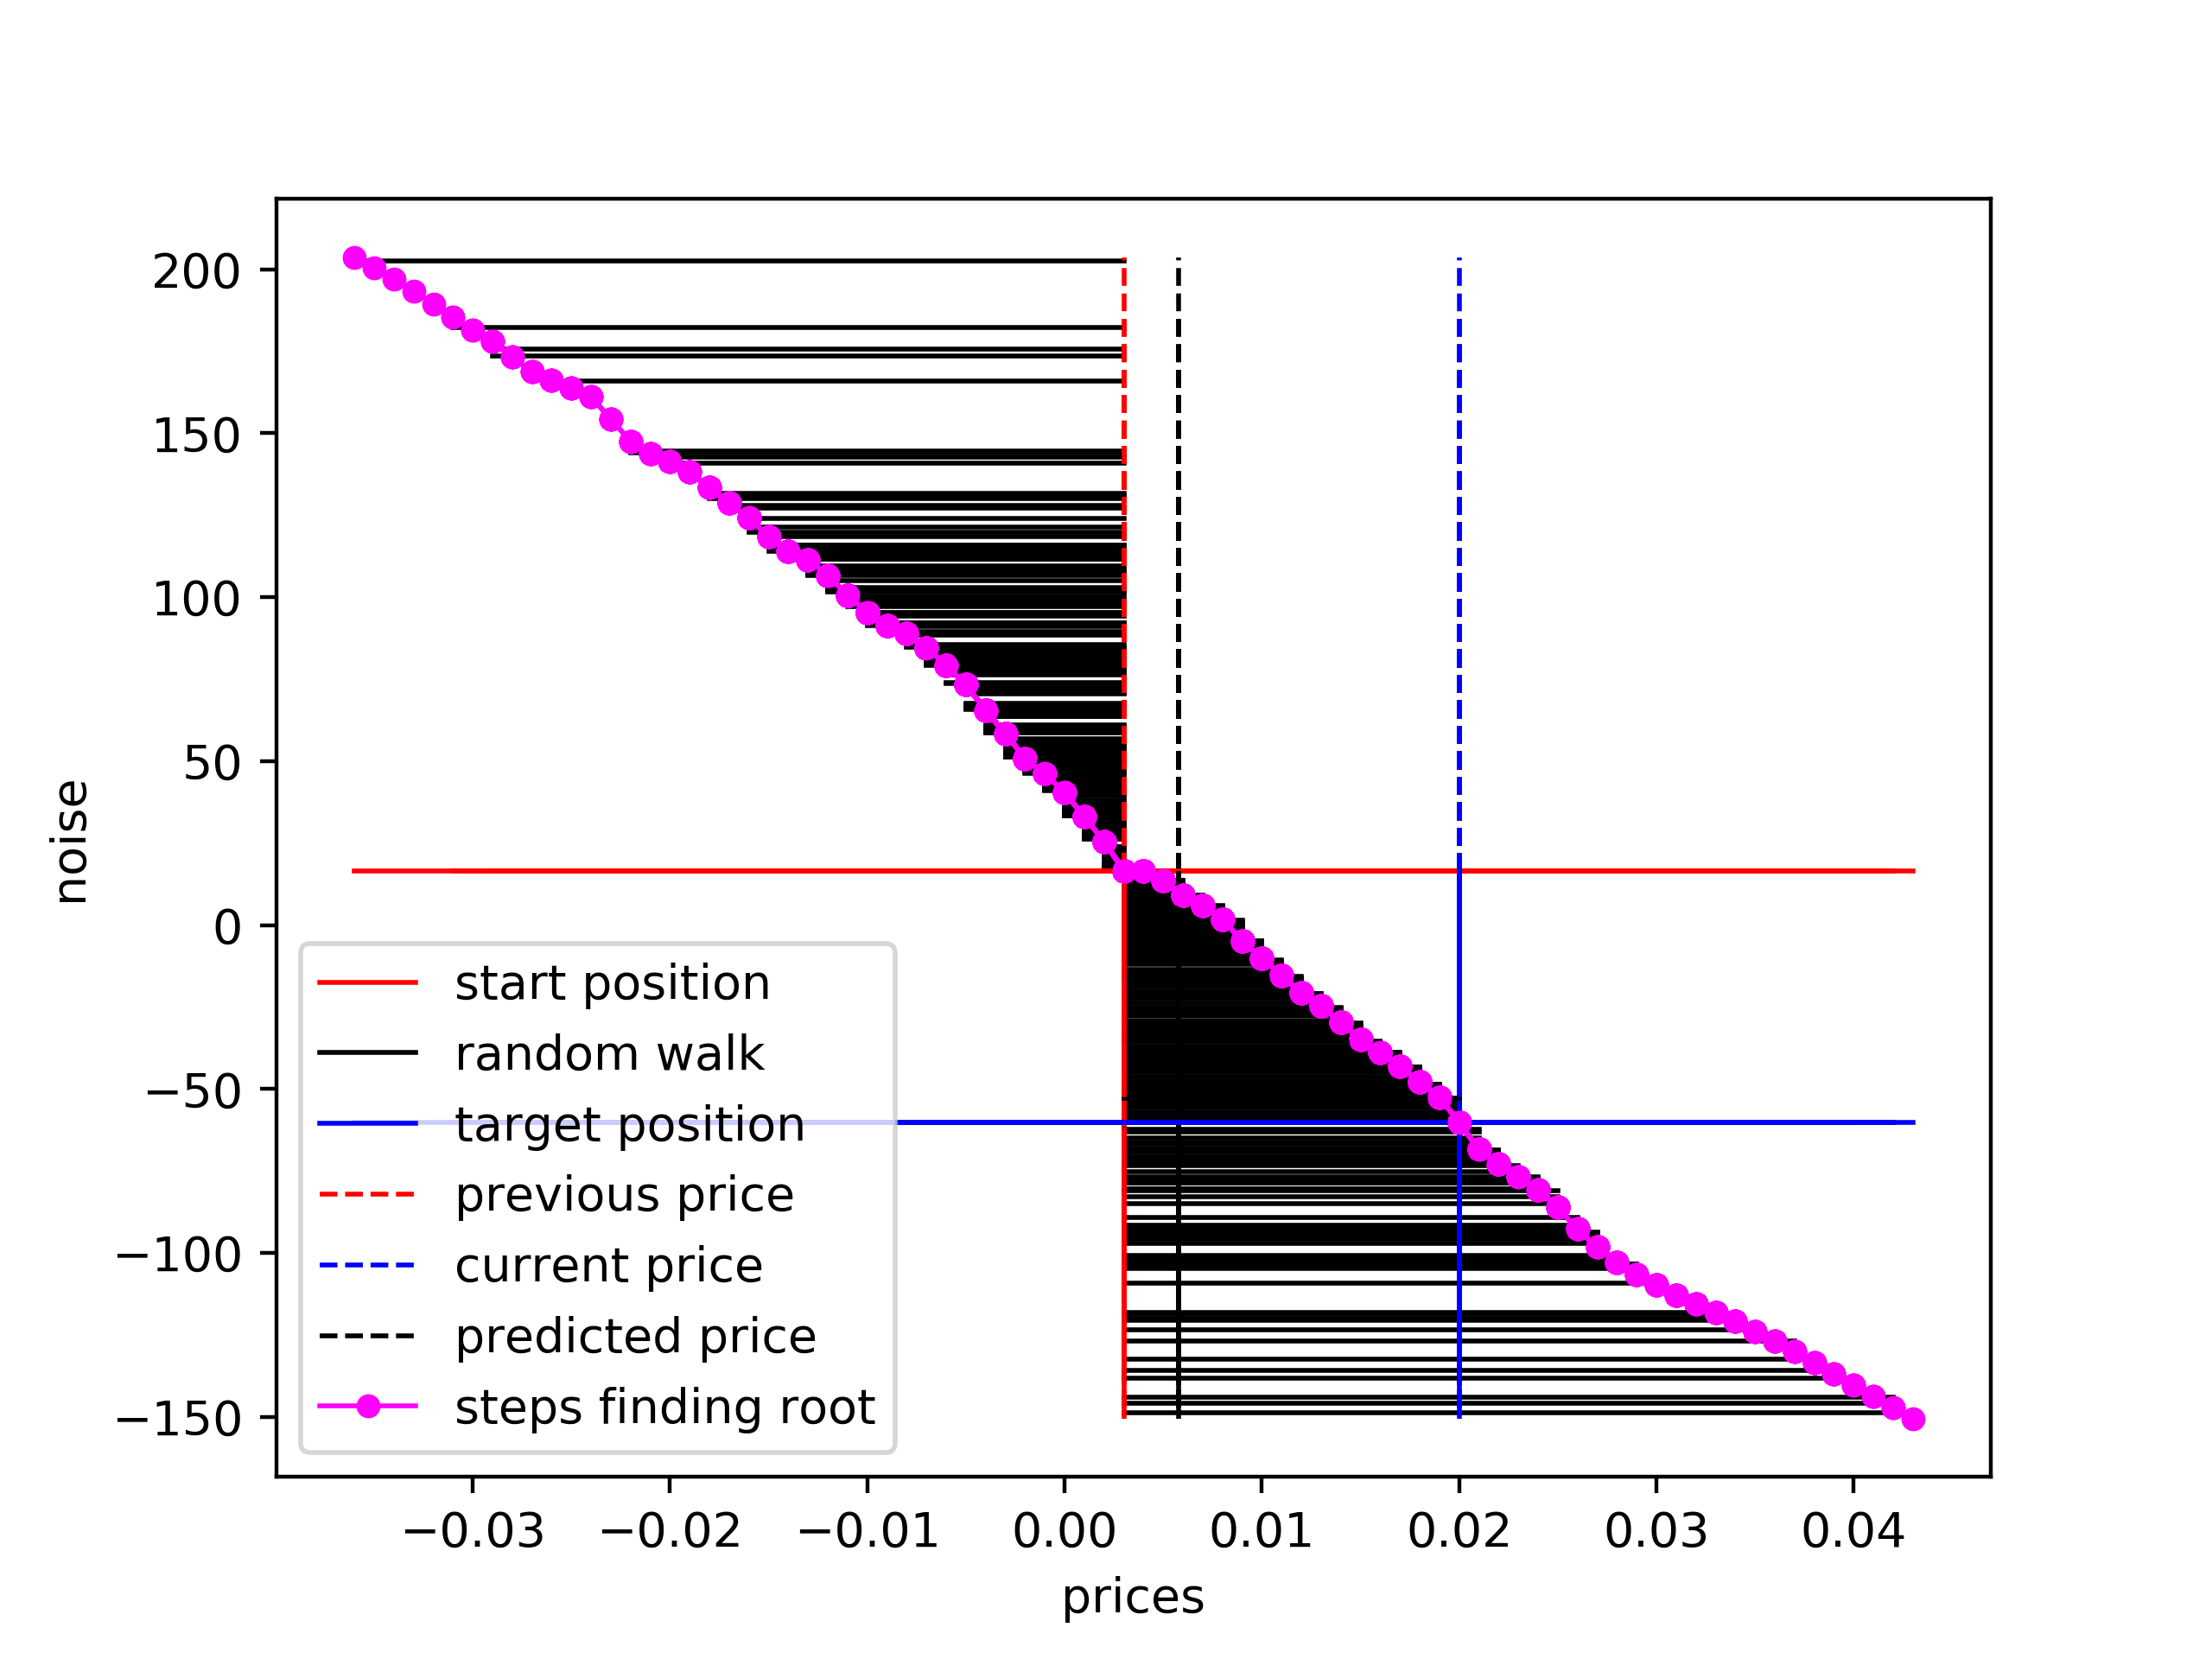 200
150
100
50
0
−50
−100
−150
noise
start position
random walk
target position
previous price
current price
predicted price
steps finding root
−0.03 −0.02 −0.01 0.00 0.01 0.02 0.03 0.04
prices